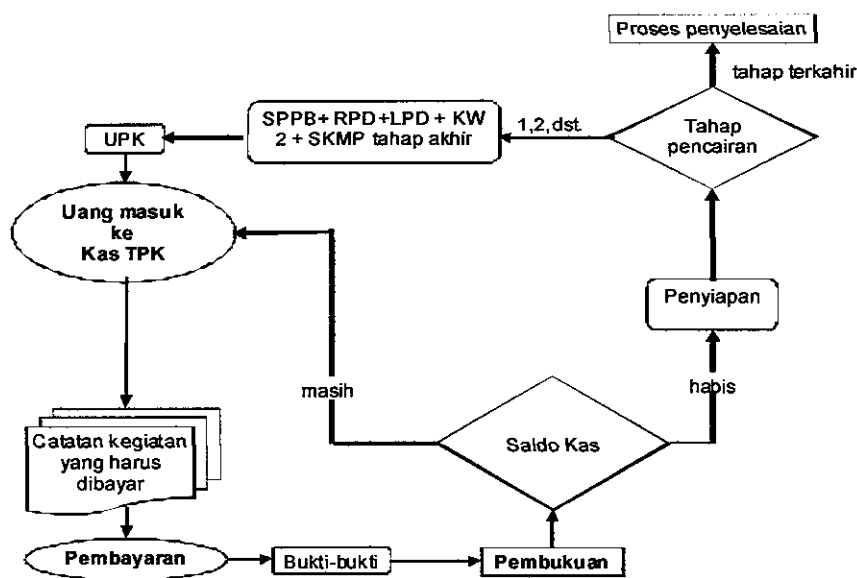 Proses penyelesaian
tahap terkahir
SPPB+ RPD+LPD + KW
2 + SKMP tahap akhir
1,2, dst.
Tahap
pencairan
UPK
Uang masuk
ke
Kas TPK
Penyiapan
masih
habis
Catatan kegiatan
yang harus
dibayar
Saldo Kas
Pembayaran
Bukti-bukti
Pembukuan